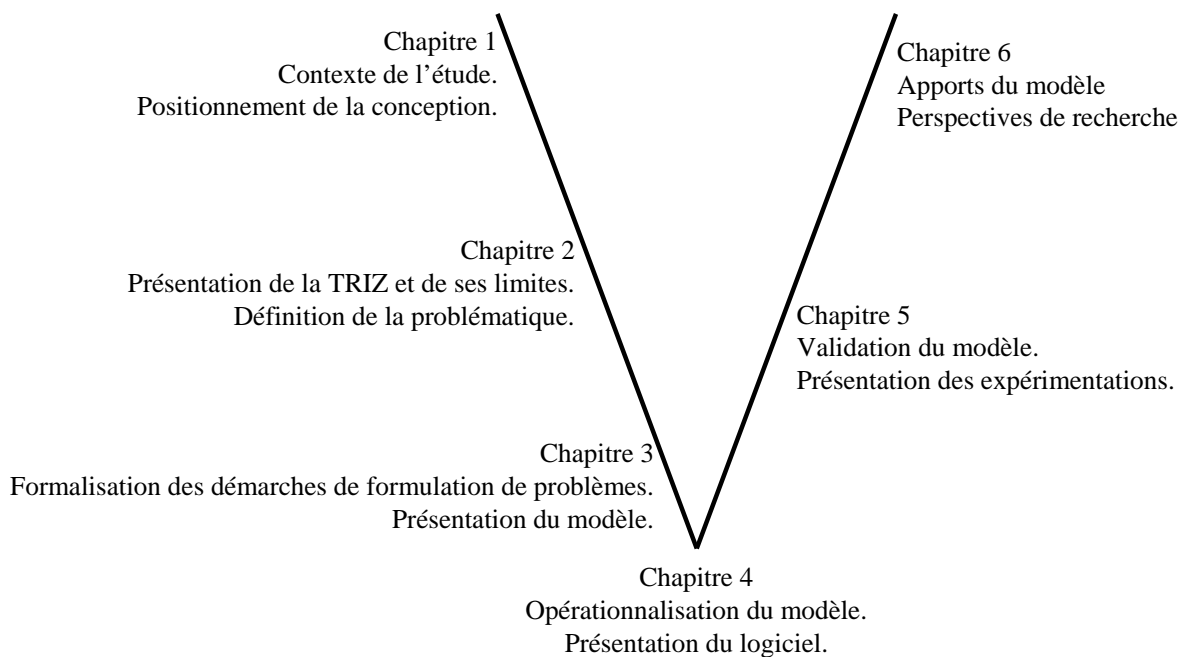 Chapitre 1
Contexte de l’étude.
Positionnement de la conception.
Chapitre 2
Présentation de la TRIZ et de ses limites.
Définition de la problématique.
Chapitre 3
Formalisation des démarches de formulation de problèmes.
Présentation du modèle.
Chapitre 4
Opérationnalisation du modèle.
Présentation du logiciel.
Chapitre 5
Validation du modèle.
Présentation des expérimentations.
Chapitre 6
Apports du modèle
Perspectives de recherche